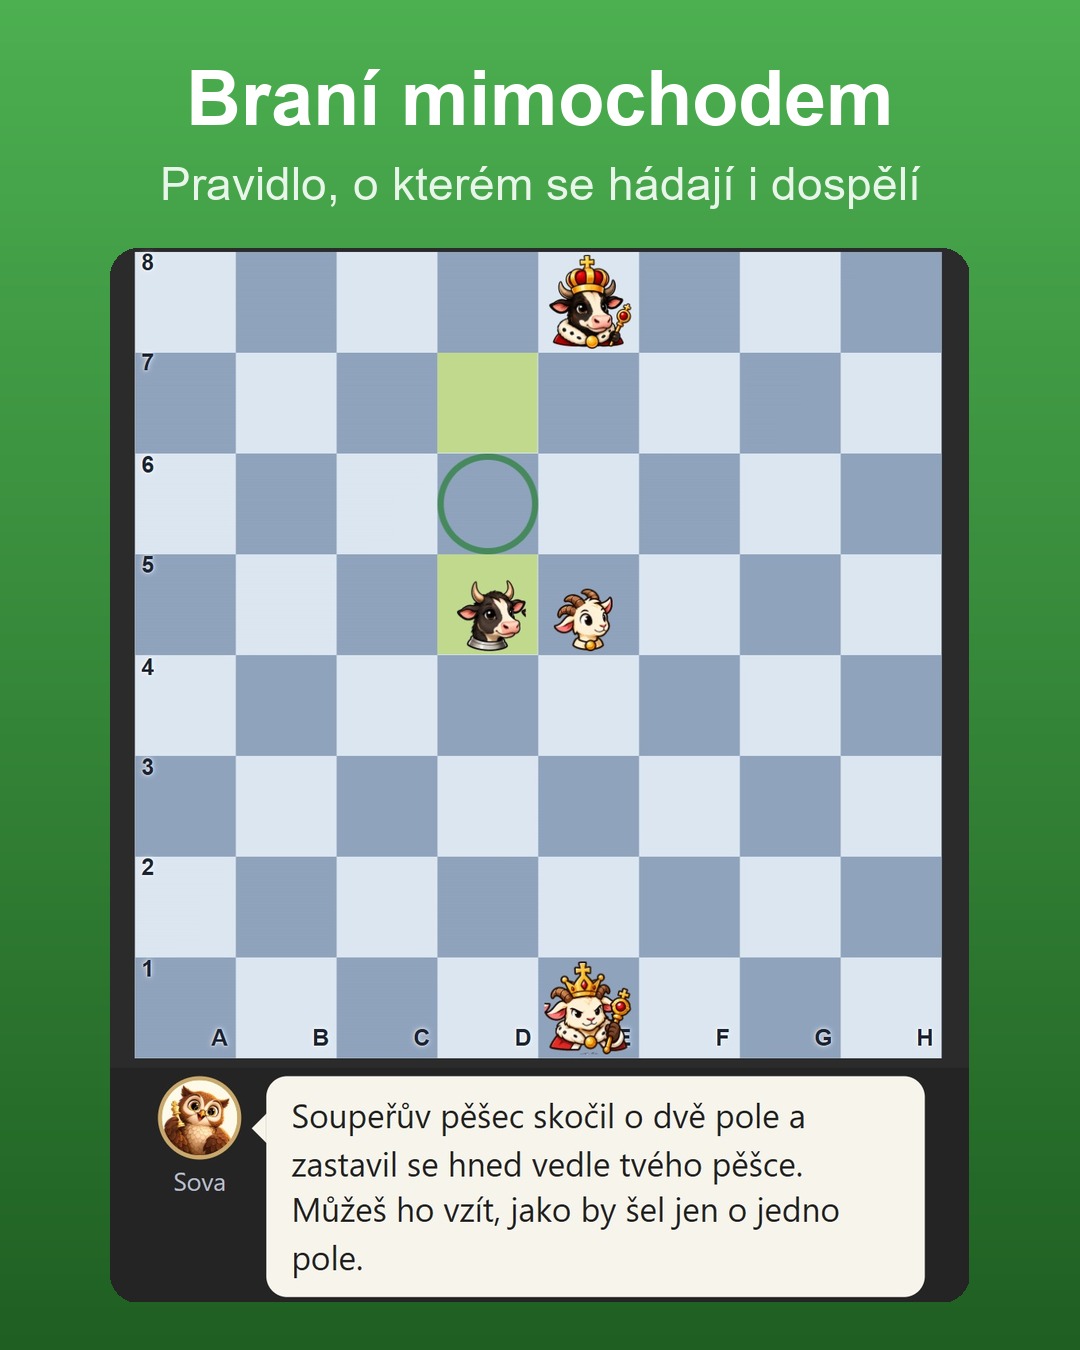 Braní mimochodem
Pravidlo, o kterém se hádají i dospělí
8
7
6
5
4
3
2
1
A B C D E F G H
Soupeřův pěšec skočil o dvě pole a
zastavil se hned vedle tvého pěšce.
Můžeš ho vzít, jako by šel jen o jedno
pole.
Sova